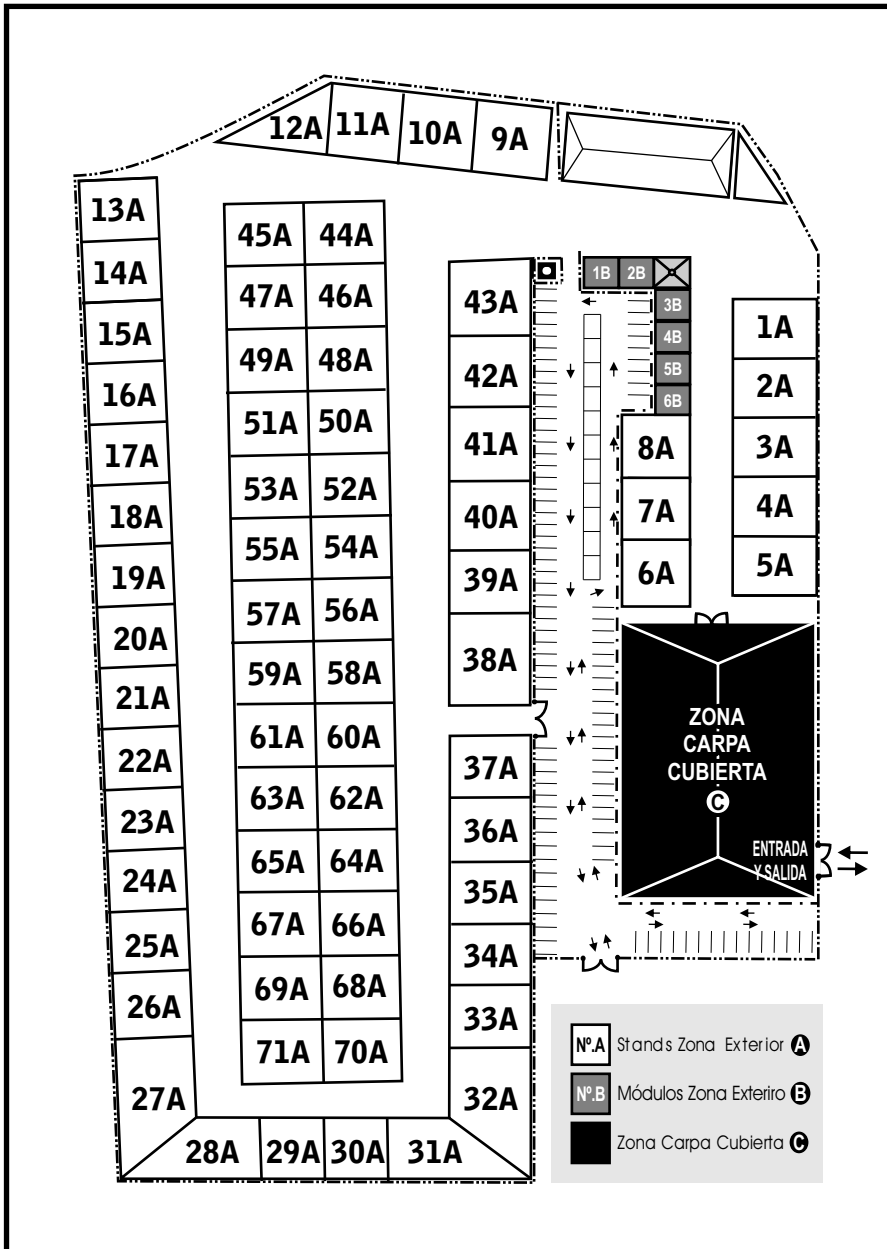 12A 11A 10A 9A
13A
14A
15A
16A
17A
18A
19A
20A
21A
22A
23A
24A
25A
26A
27A
28A 29A 30A 31A
45A 44A
47A 46A
49A 48A
51A 50A
53A 52A
55A 54A
57A 56A
59A 58A
61A 60A
63A 62A
65A 64A
67A 66A
69A 68A
71A 70A
43A
42A
41A
40A
39A
38A
37A
36A
35A
34A
33A
32A
1B 2B
3B
4B
5B
6B
8A
7A
6A
1A
2A
3A
4A
5A
ZONA
CARPA
CUBIERTA
C
ENTRADA
Y SALIDA
Nº.A Stands Zona Exterior A
Nº.B Módulos Zona Exteriro B
Zona Carpa Cubierta C